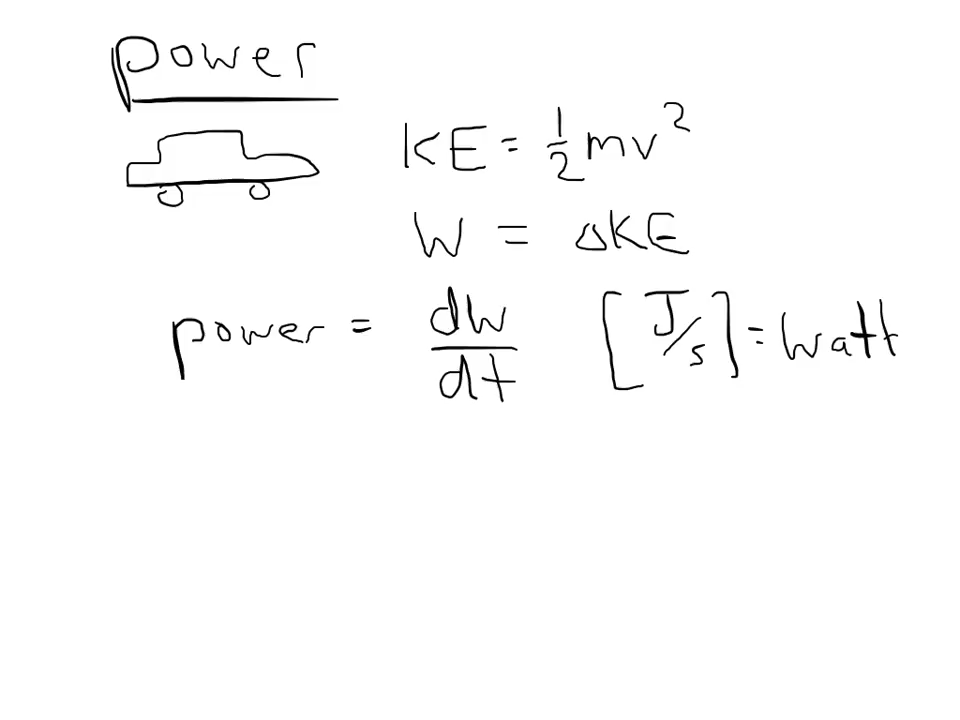 power
KE = ½mv²
W = ΔKE
power = dW/dt [J/s] = Watt